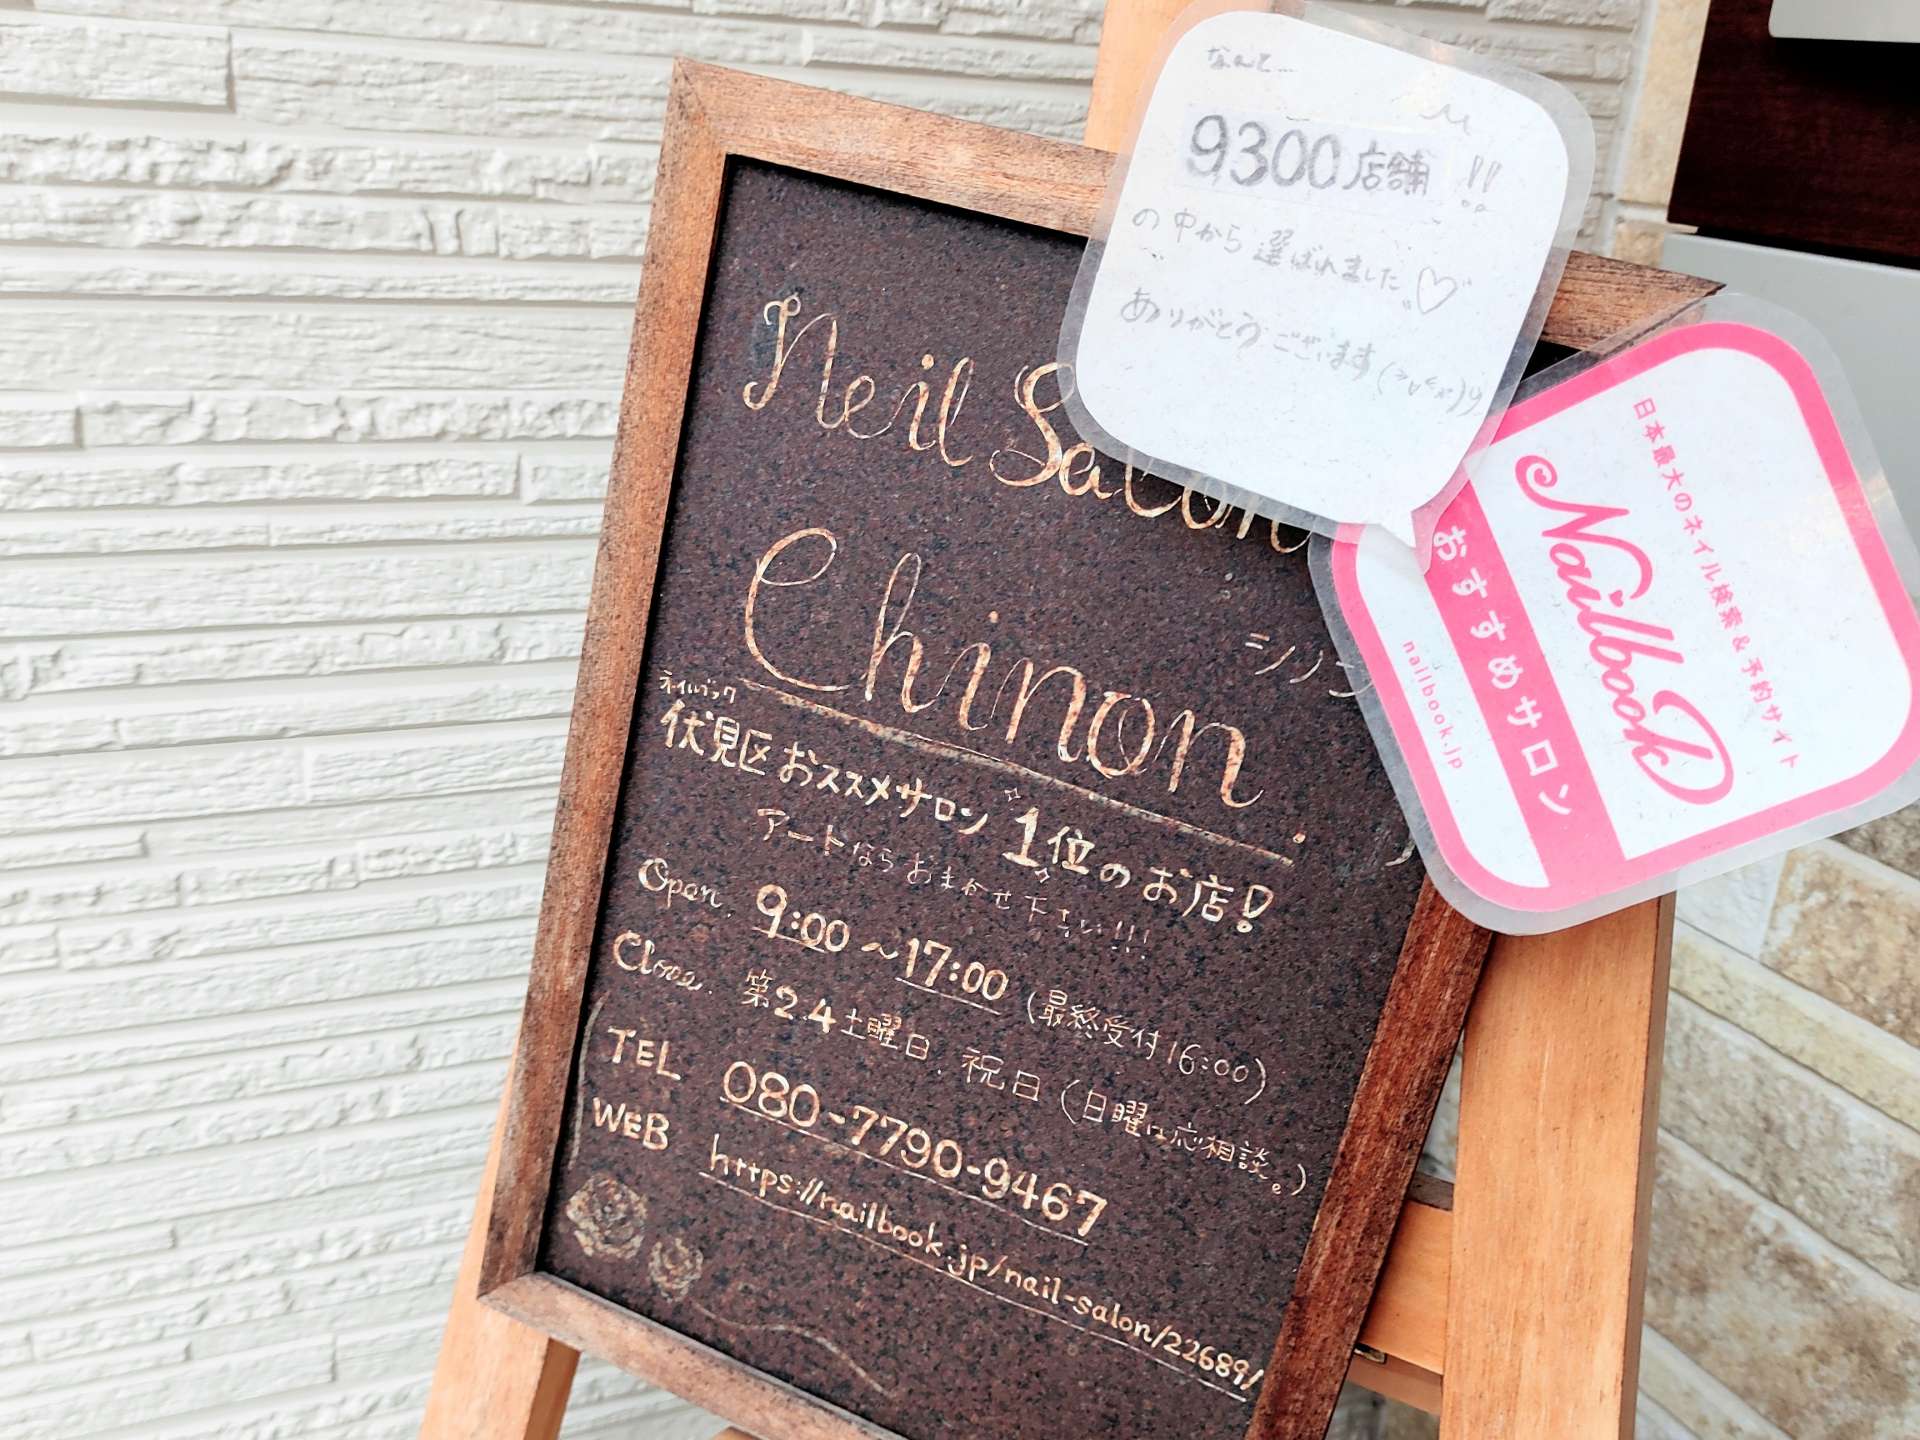 なんと…
9300店舗!!
の中から選ばれました♡
ありがとうございます
日本最大のネイル検索&予約サイト
Nailbook
おすすめサロン
nailbook.jp
Neil Salon
Chinon.
シノン
ネイルブック
伏見区おススメサロン1位のお店!
アートならおまかせ下さい!!!
Open. 9:00~17:00 (最終受付16:00)
Close. 第2.4土曜日.祝日(日曜は応相談。)
TEL 080-7790-9467
WEB https://nailbook.jp/nail-salon/22689/